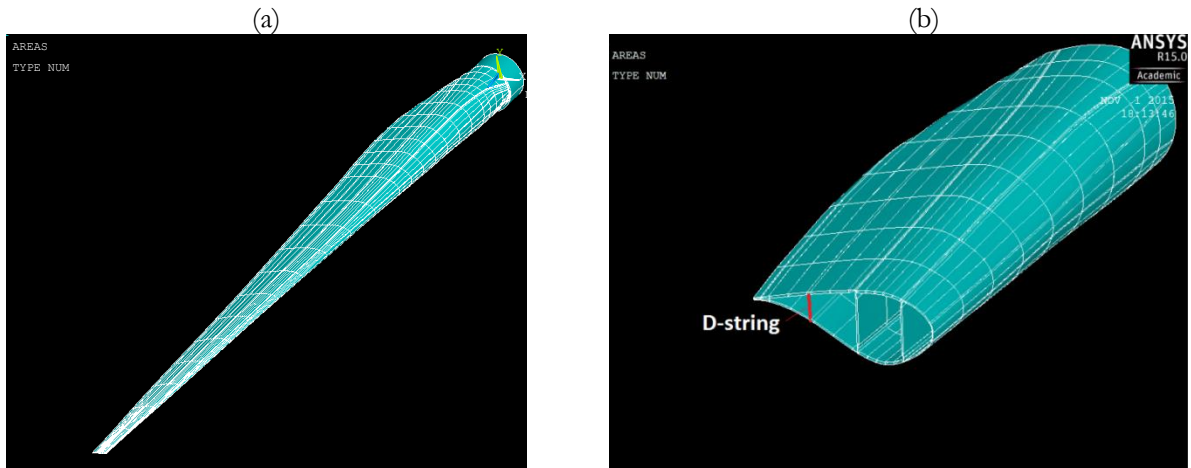 (a)
(b)
AREAS
TYPE NUM
Y
AREAS
TYPE NUM
ANSYS
R15.0
Academic
NOV 1 2015
18:13:46
D-string